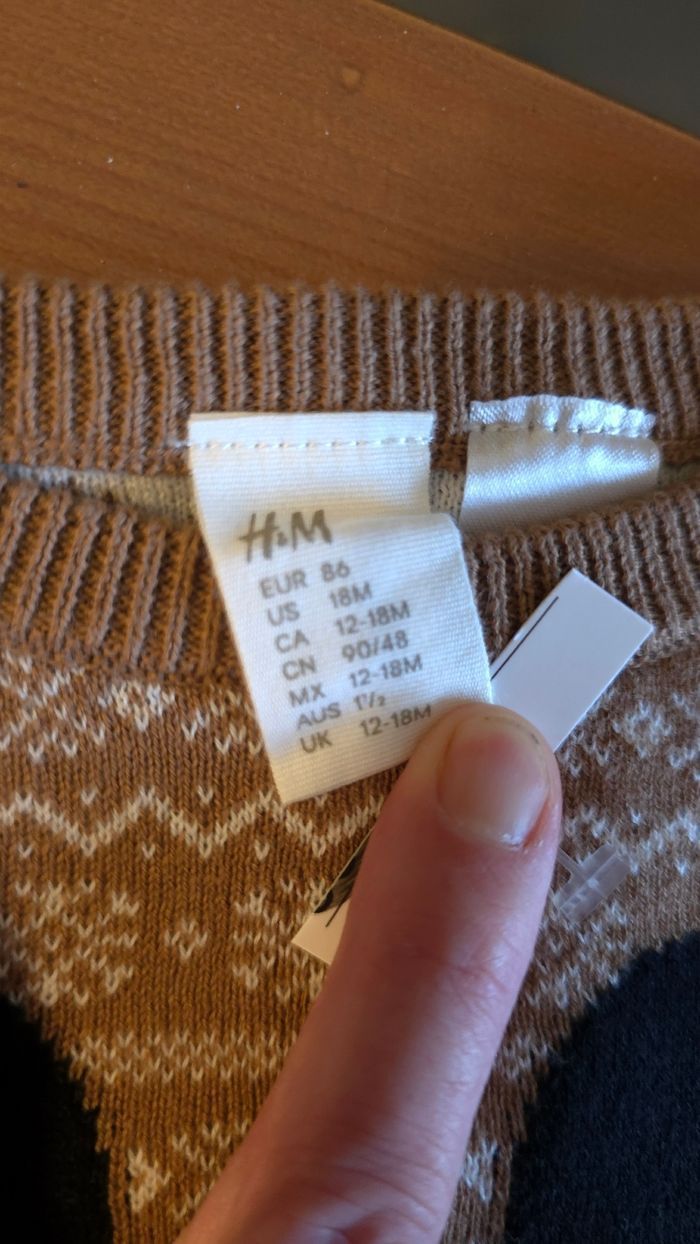 H&M
EUR 86
US 18M
CA 12-18M
CN 90/48
MX 12-18M
AUS 1½
UK 12-18M